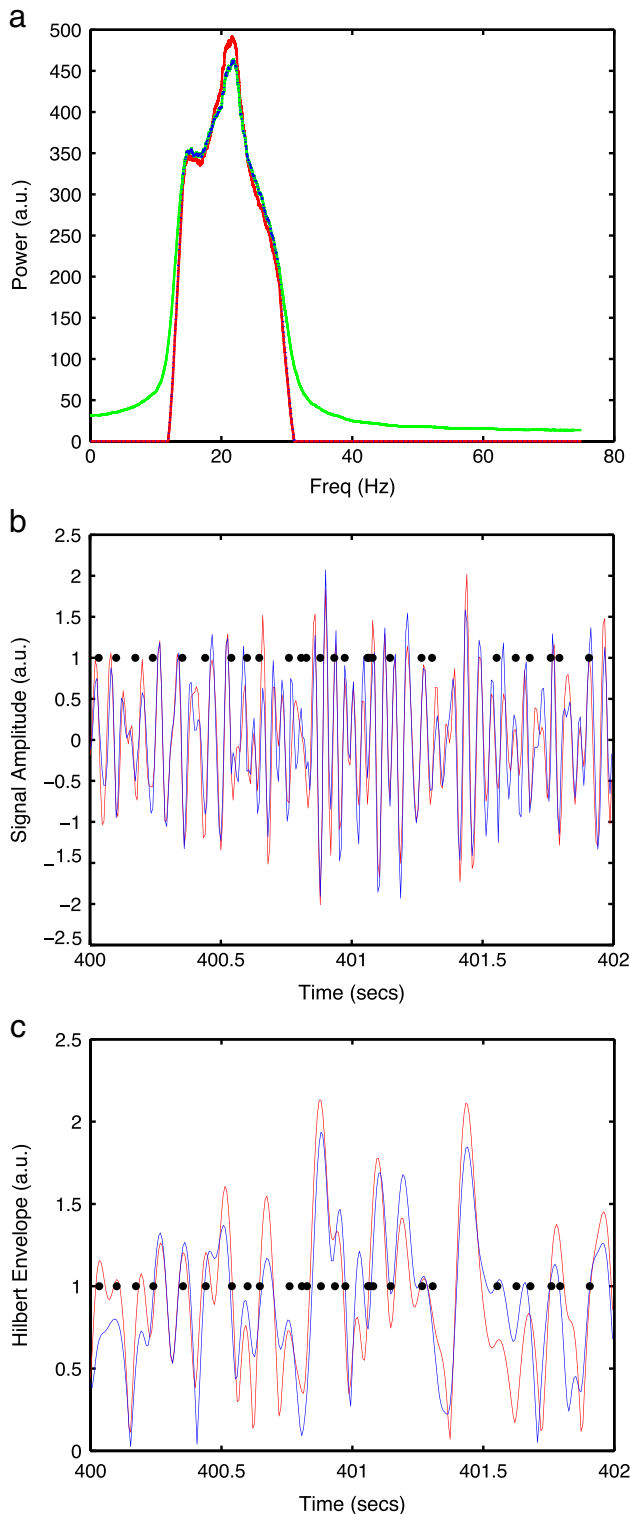 a
500
450
400
350
300
250
200
150
100
50
0
Power (a.u.)
0 20 40 60 80
Freq (Hz)
b
2.5
2
1.5
1
0.5
0
−0.5
−1
−1.5
−2
−2.5
Signal Amplitude (a.u.)
400 400.5 401 401.5 402
Time (secs)
c
2.5
2
1.5
1
0.5
0
Hilbert Envelope (a.u.)
400 400.5 401 401.5 402
Time (secs)